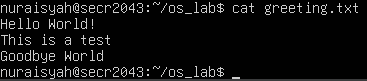 nuraisyah@secr2043:~/os_lab$ cat greeting.txt
Hello World!
This is a test
Goodbye World
nuraisyah@secr2043:~/os_lab$ _